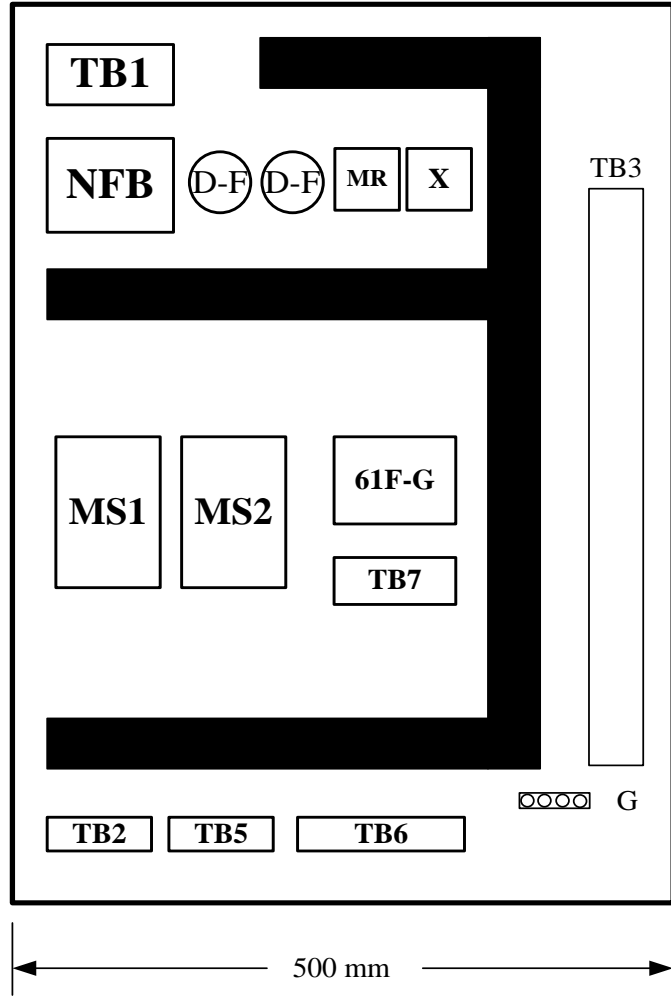 TB1
TB3
NFB
D-F
D-F
MR
X
MS1
MS2
61F-G
TB7
G
TB2
TB5
TB6
500 mm